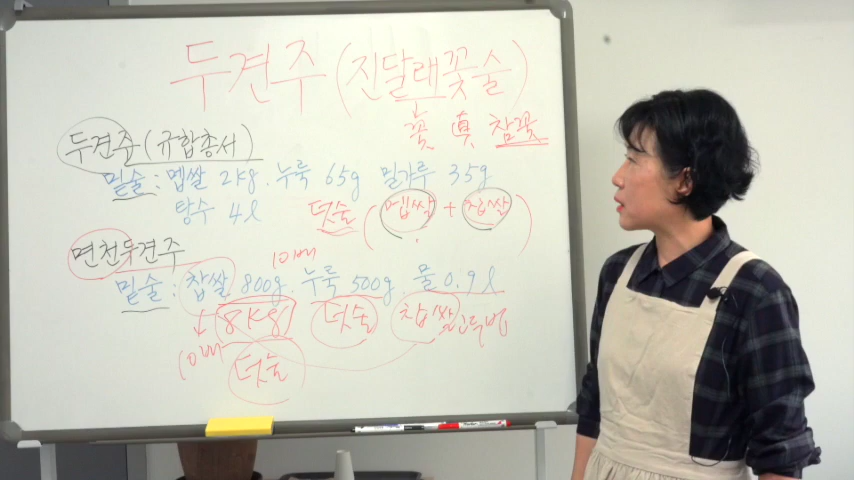 두견주 (진달래꽃술)
꽃 眞 참꽃
두견주 (규합총서)
밑술 : 멥쌀 2Kg. 누룩 65g 밀가루 35g
탕수 4ℓ
덧술 (멥쌀 + 찹쌀)
면천두견주
10배
밑술 : 찹쌀 800g. 누룩 500g 물 0.9ℓ
8Kg 덧술 찹쌀 고두밥
10배
덧술